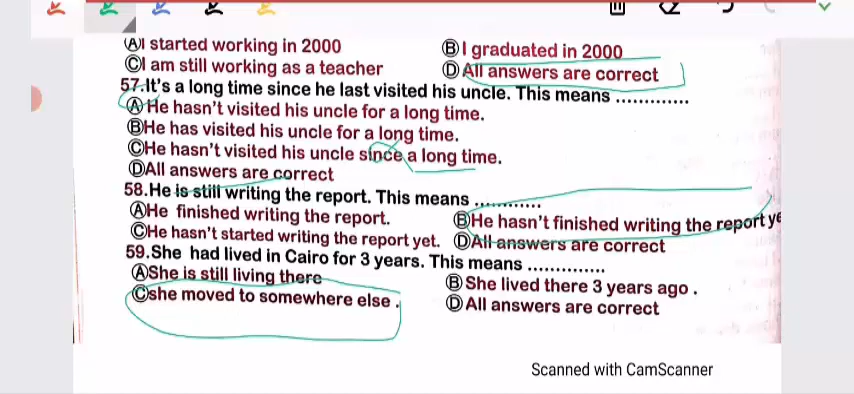 ⒶI started working in 2000 ⒷI graduated in 2000
ⒸI am still working as a teacher ⒹAll answers are correct
57.It's a long time since he last visited his uncle. This means .............
ⒶHe hasn't visited his uncle for a long time.
ⒷHe has visited his uncle for a long time.
ⒸHe hasn't visited his uncle since a long time.
ⒹAll answers are correct
58.He is still writing the report. This means ............
ⒶHe finished writing the report. ⒷHe hasn't finished writing the report ye
ⒸHe hasn't started writing the report yet. ⒹAll answers are correct
59.She had lived in Cairo for 3 years. This means ..............
ⒶShe is still living there Ⓑ She lived there 3 years ago .
Ⓒshe moved to somewhere else . ⒹAll answers are correct
Scanned with CamScanner